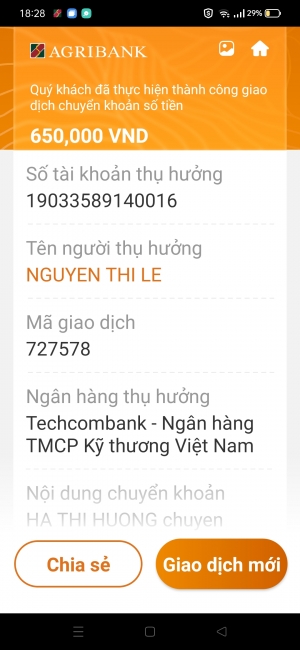 18:28
29%
AGRIBANK
Quý khách đã thực hiện thành công giao
dịch chuyển khoản số tiền
650,000 VND
Số tài khoản thụ hưởng
19033589140016
Tên người thụ hưởng
NGUYEN THI LE
Mã giao dịch
727578
Ngân hàng thụ hưởng
Techcombank - Ngân hàng
TMCP Kỹ thương Việt Nam
Nội dung chuyển khoản
HA THI HUONG chuyen
Chia sẻ
Giao dịch mới